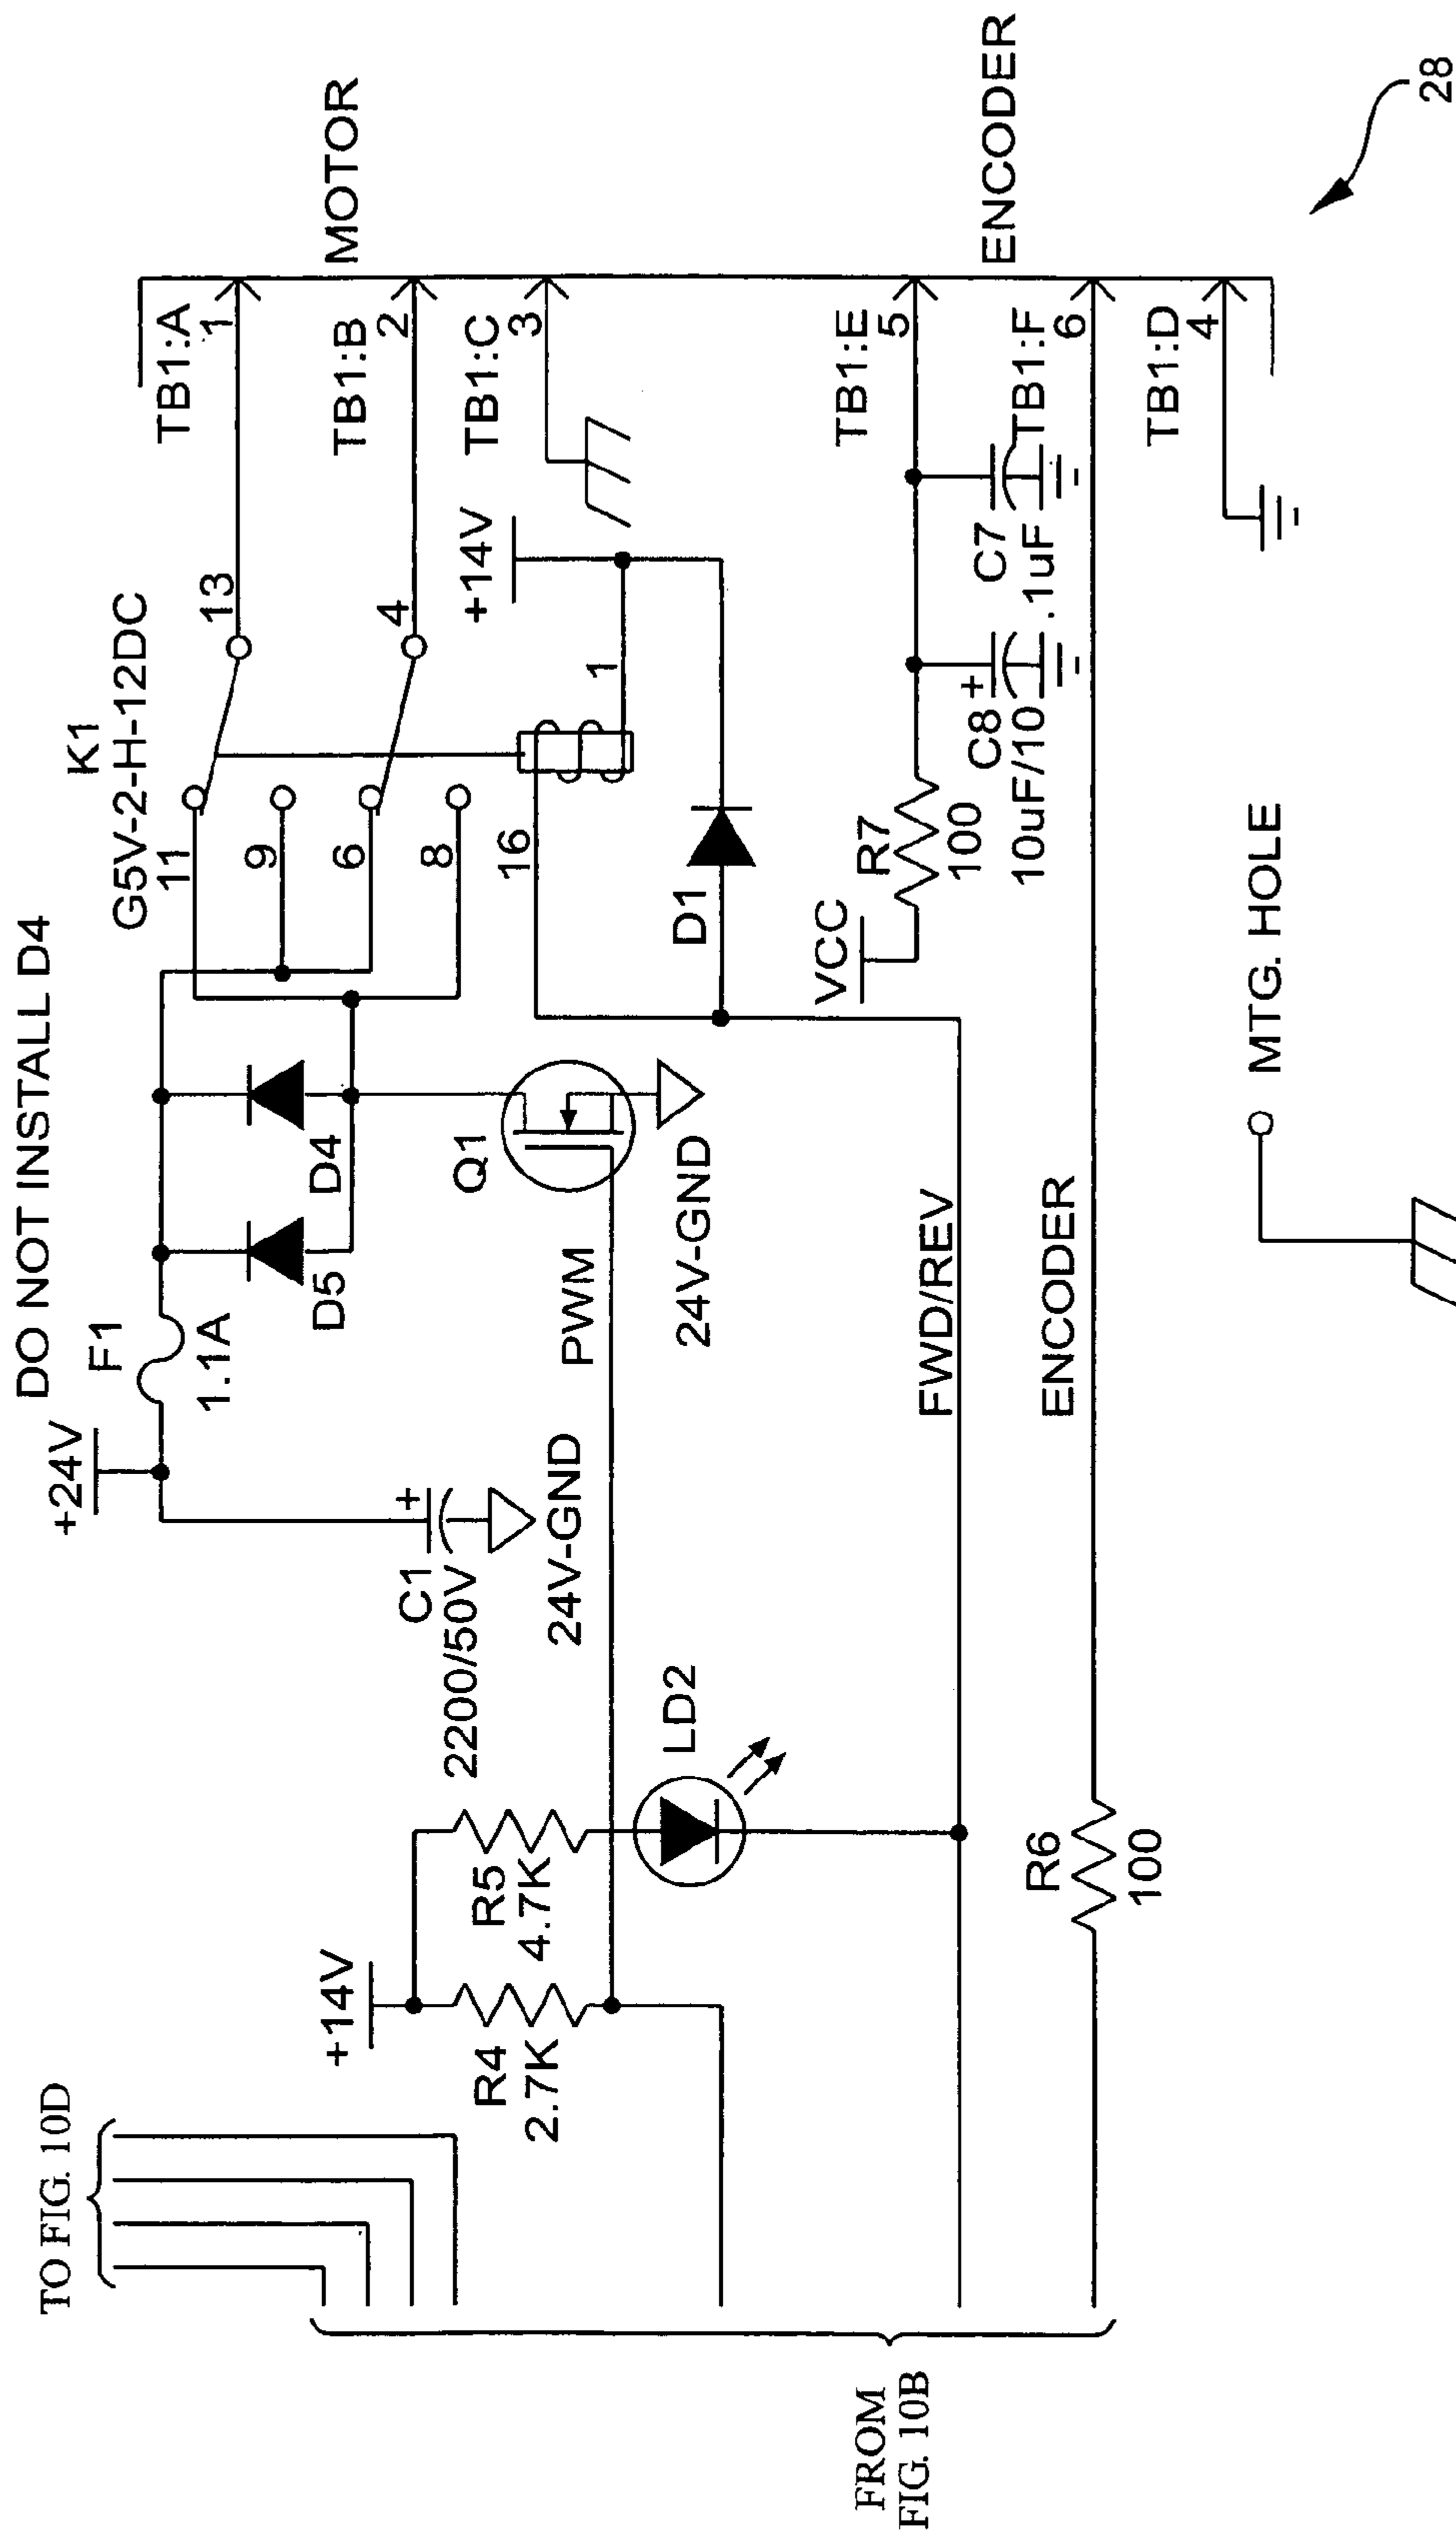 DO NOT INSTALL D4
K1
G5V-2-H-12DC
+24V
F1
1.1A
D5
D4
11
9
6
8
13
4
TB1:A
1
TB1:B
2
MOTOR
TB1:C
3
+14V
16
1
D1
Q1
C1
2200/50V
24V-GND
PWM
24V-GND
TO FIG. 10D
+14V
R4
2.7K
R5
4.7K
LD2
FWD/REV
VCC
R7
100
C8
+
10uF/10
C7
.1uF
+
TB1:E
5
TB1:F
6
ENCODER
TB1:D
4
ENCODER
R6
100
FROM
FIG. 10B
MTG. HOLE
28